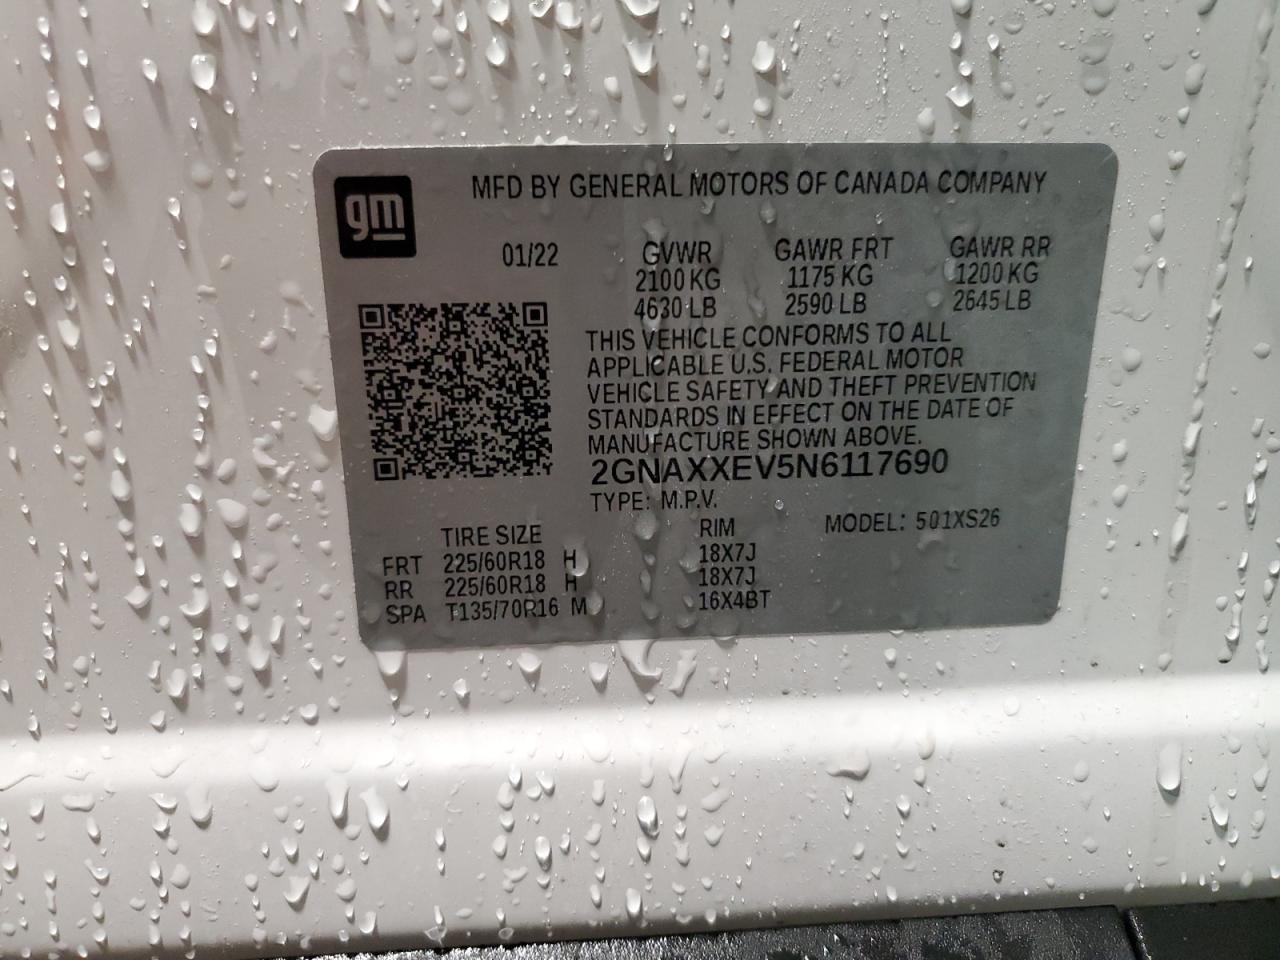 gm
MFD BY GENERAL MOTORS OF CANADA COMPANY
01/22 GVWR GAWR FRT GAWR RR
2100 KG 1175 KG 1200 KG
4630 LB 2590 LB 2645 LB
THIS VEHICLE CONFORMS TO ALL
APPLICABLE U.S. FEDERAL MOTOR
VEHICLE SAFETY AND THEFT PREVENTION
STANDARDS IN EFFECT ON THE DATE OF
MANUFACTURE SHOWN ABOVE.
2GNAXXEV5N6117690
TYPE: M.P.V.
TIRE SIZE RIM MODEL: 501XS26
FRT 225/60R18 H 18X7J
RR 225/60R18 H 18X7J
SPA T135/70R16 M 16X4BT